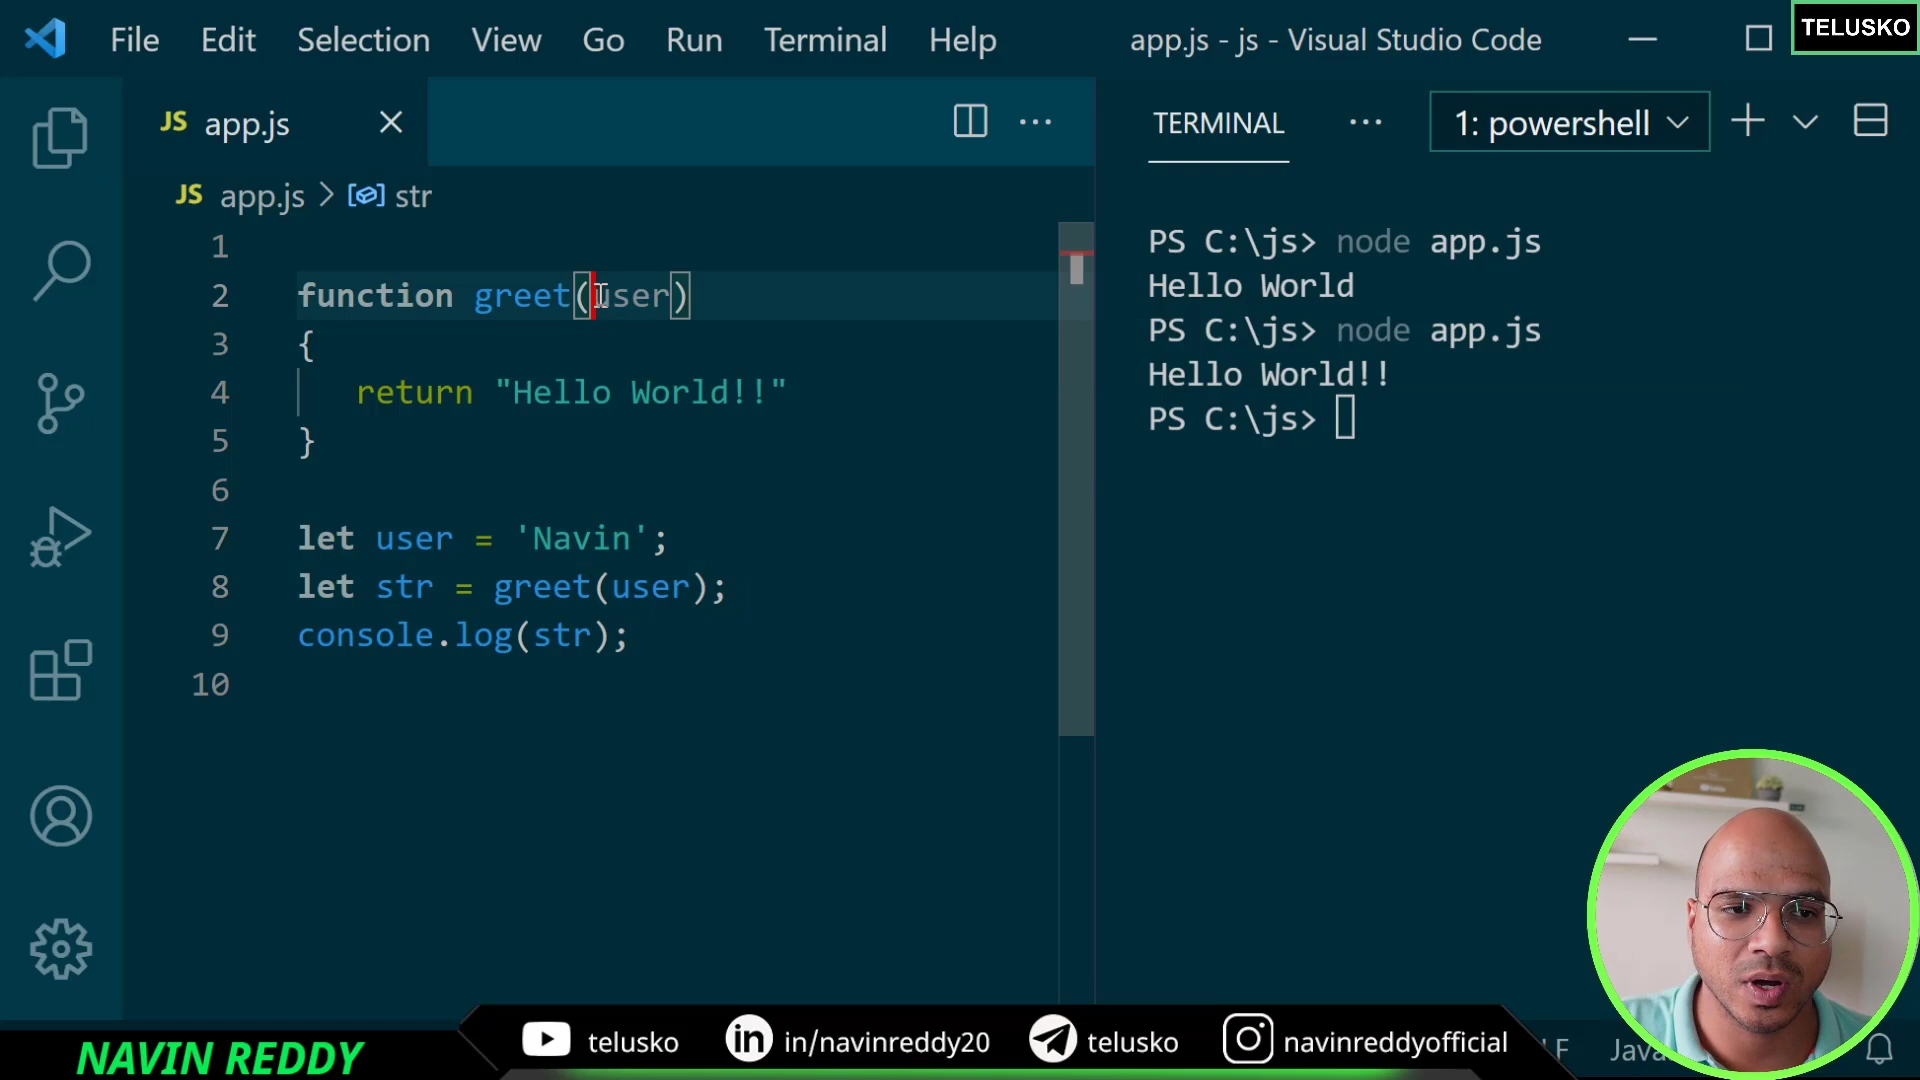 File Edit Selection View Go Run Terminal Help
app.js - js - Visual Studio Code
TELUSKO
JS app.js
JS app.js > str
1
2 function greet(user)
3 {
4 return "Hello World!!"
5 }
6
7 let user = 'Navin';
8 let str = greet(user);
9 console.log(str);
10
TERMINAL
1: powershell
PS C:\js> node app.js
Hello World
PS C:\js> node app.js
Hello World!!
PS C:\js>
NAVIN REDDY
telusko
in in/navinreddy20
telusko
navinreddyofficial